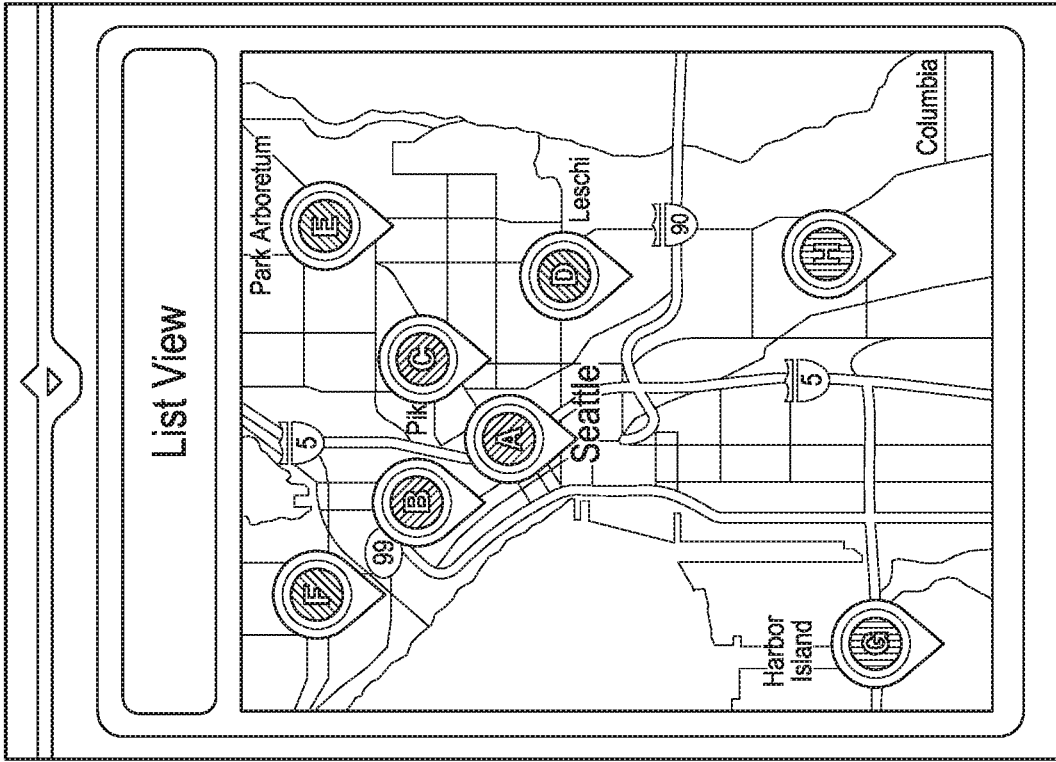 List View
Park Arboretum
E
5
C
Pik
F
B
99
A
D
Leschi
Seattle
90
5
H
Harbor
Island
G
Columbia